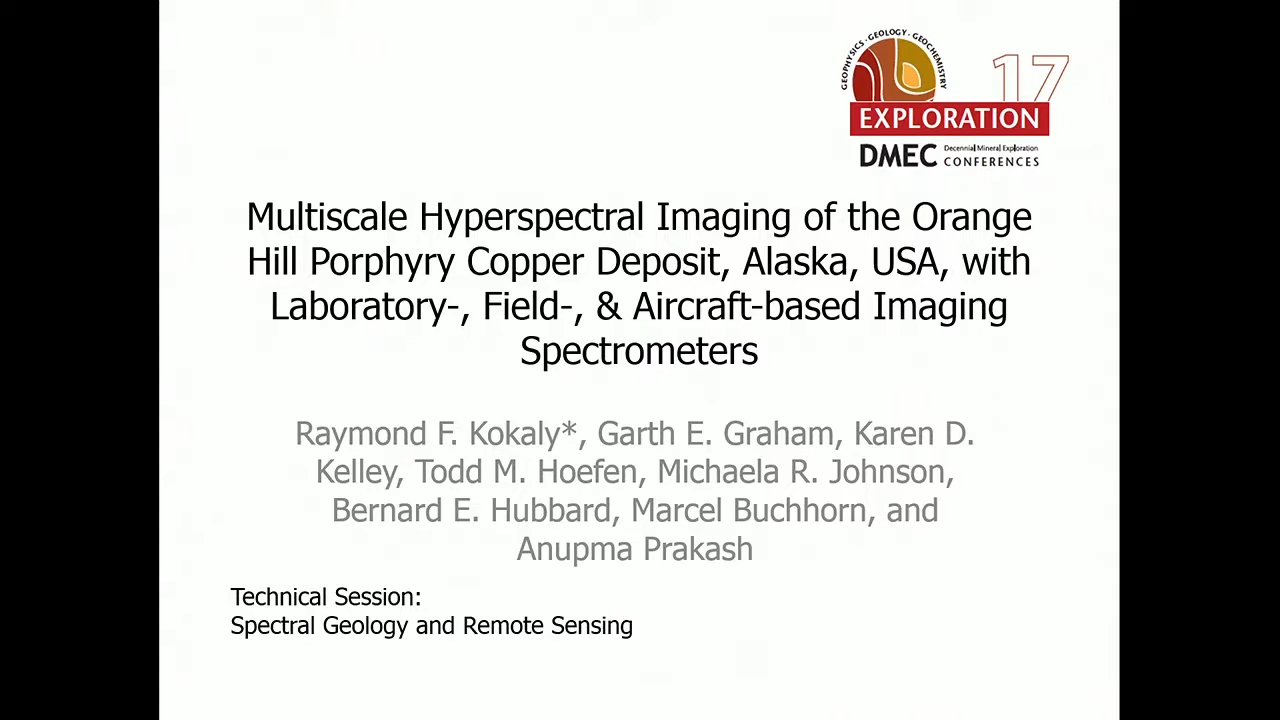 GEOPHYSICS · GEOLOGY · GEOCHEMISTRY
17
EXPLORATION
DMEC Decennial Mineral Exploration
CONFERENCES
Multiscale Hyperspectral Imaging of the Orange
Hill Porphyry Copper Deposit, Alaska, USA, with
Laboratory-, Field-, & Aircraft-based Imaging
Spectrometers
Raymond F. Kokaly*, Garth E. Graham, Karen D.
Kelley, Todd M. Hoefen, Michaela R. Johnson,
Bernard E. Hubbard, Marcel Buchhorn, and
Anupma Prakash
Technical Session:
Spectral Geology and Remote Sensing